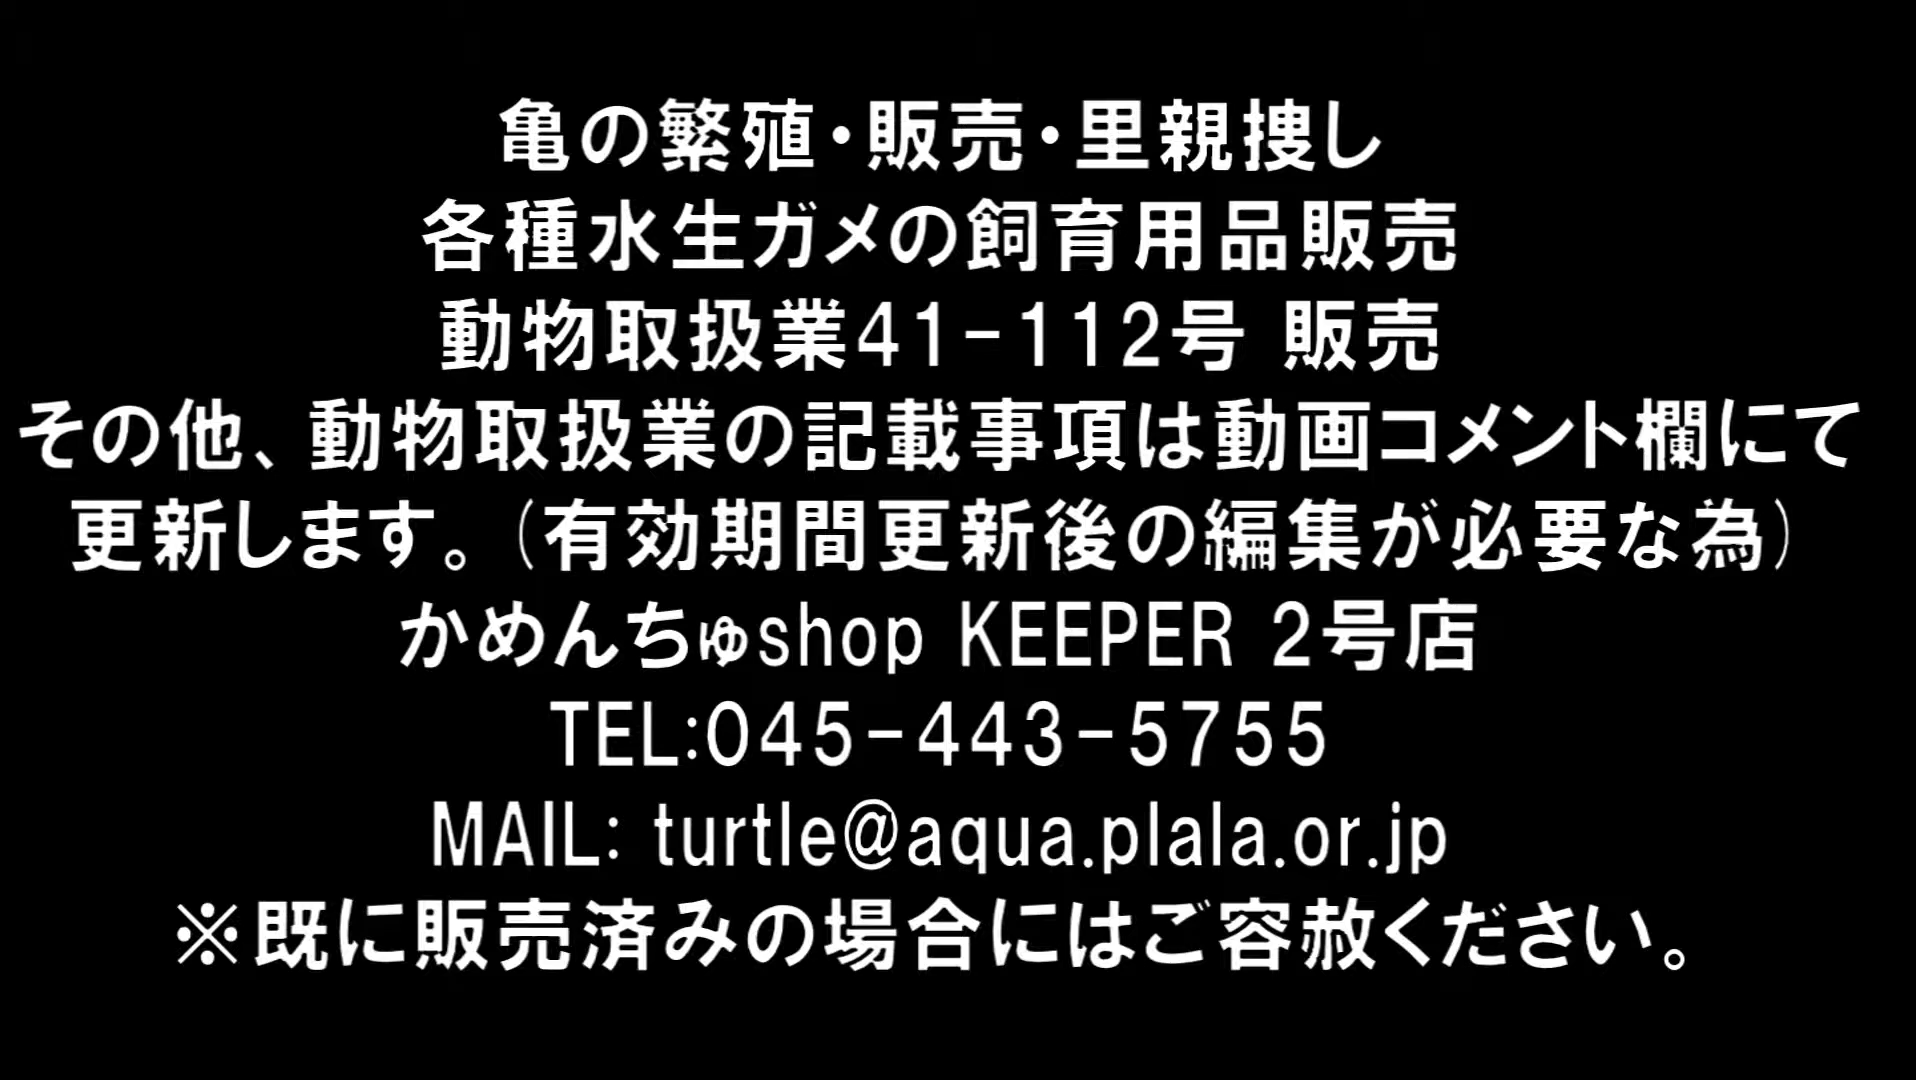 亀の繁殖・販売・里親捜し
各種水生ガメの飼育用品販売
動物取扱業41-112号 販売
その他、動物取扱業の記載事項は動画コメント欄にて
更新します。(有効期間更新後の編集が必要な為)
かめんちゅshop KEEPER 2号店
TEL:045-443-5755
MAIL: turtle@aqua.plala.or.jp
※既に販売済みの場合にはご容赦ください。